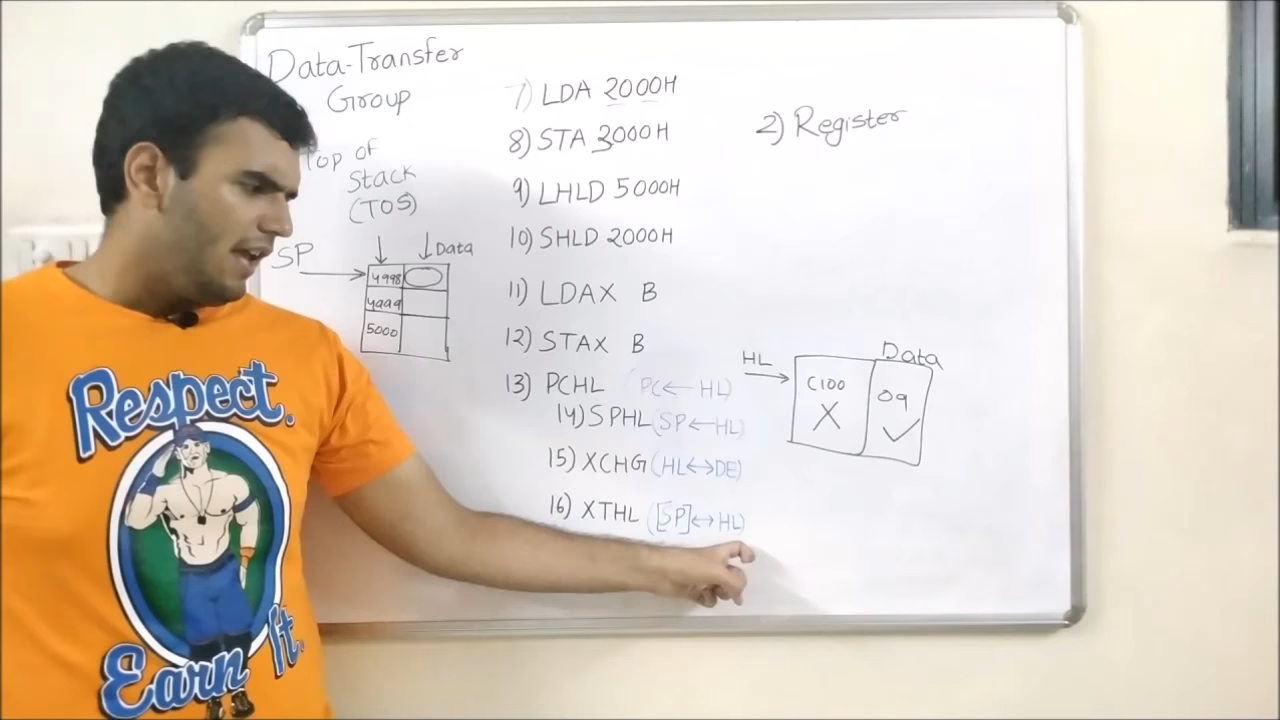 Data-Transfer
Group
Top of
Stack
(TOS)
SP
Data
4998
4999
5000
7) LDA 2000H
8) STA 3000H
9) LHLD 5000H
10) SHLD 2000H
11) LDAX B
12) STAX B
13) PCHL (PC←HL)
14) SPHL (SP←HL)
15) XCHG (HL↔DE)
16) XTHL ([SP]↔HL)
2) Register
HL
Data
C100
09
Respect.
Earn It.